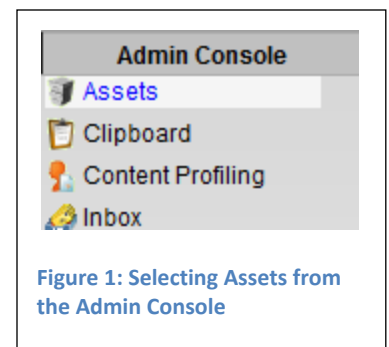 Admin Console
Assets
Clipboard
Content Profiling
Inbox
Figure 1: Selecting Assets from
the Admin Console